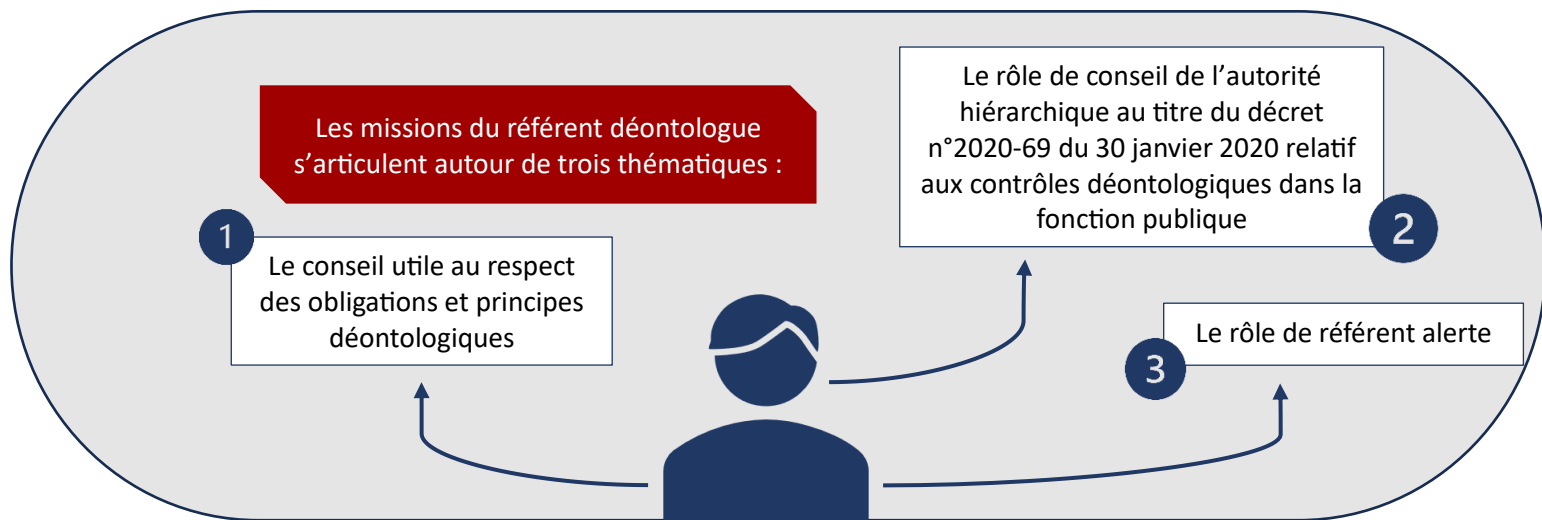 Les missions du référent déontologue
s’articulent autour de trois thématiques :
1
Le conseil utile au respect
des obligations et principes
déontologiques
Le rôle de conseil de l’autorité
hiérarchique au titre du décret
n°2020-69 du 30 janvier 2020 relatif
aux contrôles déontologiques dans la
fonction publique
2
Le rôle de référent alerte
3